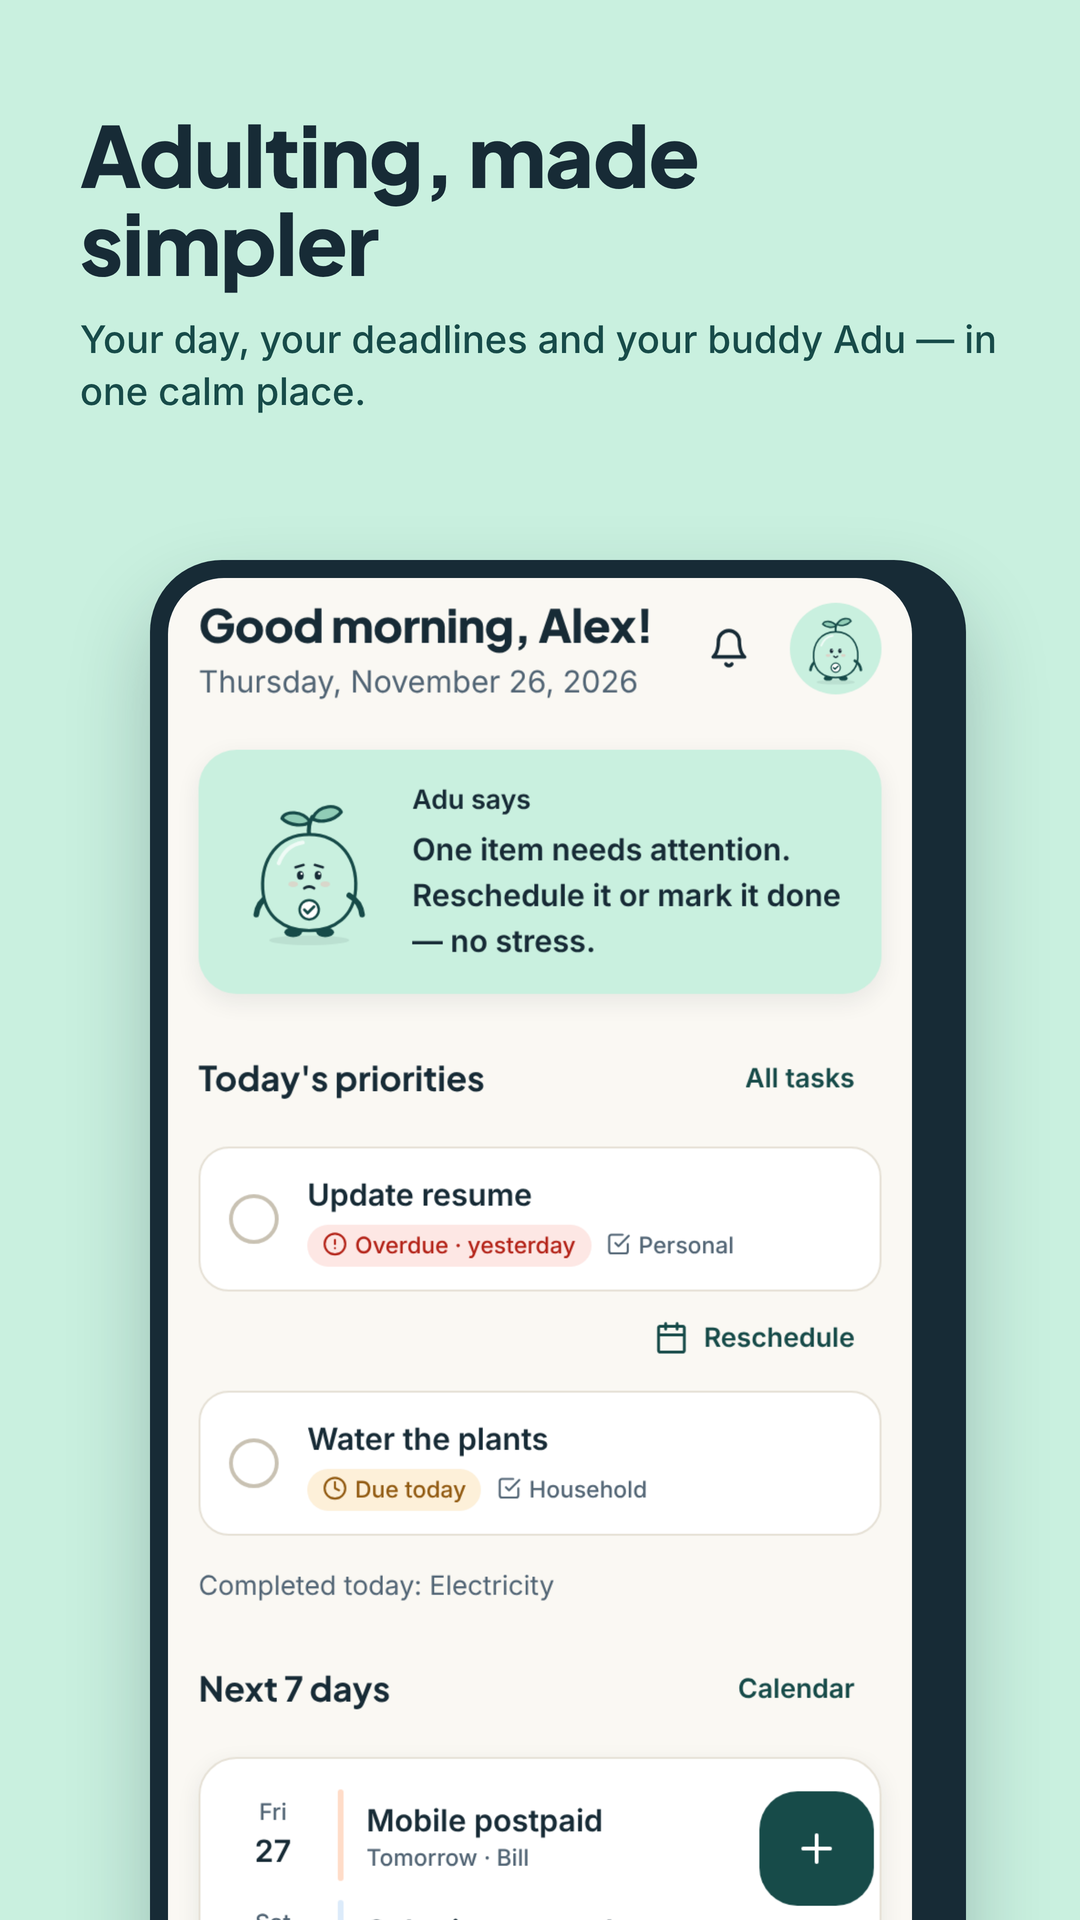 Adulting, made
simpler
Your day, your deadlines and your buddy Adu — in
one calm place.
Good morning, Alex!
Thursday, November 26, 2026
Adu says
One item needs attention.
Reschedule it or mark it done
— no stress.
Today's priorities
All tasks
Update resume
Overdue · yesterday
Personal
Reschedule
Water the plants
Due today
Household
Completed today: Electricity
Next 7 days
Calendar
Fri
27
Mobile postpaid
Tomorrow · Bill